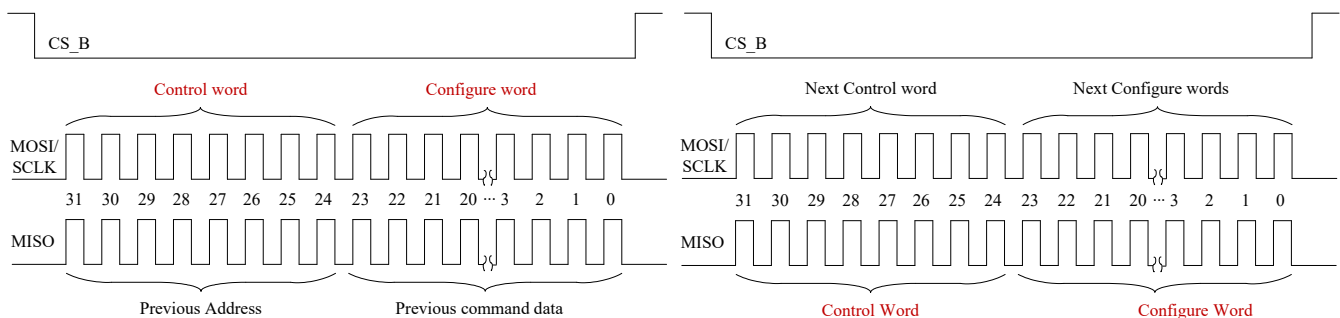 CS_B
Control word Configure word
MOSI/
SCLK
31 30 29 28 27 26 25 24 23 22 21 20 ··· 3 2 1 0
MISO
Previous Address Previous command data
CS_B
Next Control word Next Configure words
MOSI/
SCLK
31 30 29 28 27 26 25 24 23 22 21 20 ··· 3 2 1 0
MISO
Control Word Configure Word